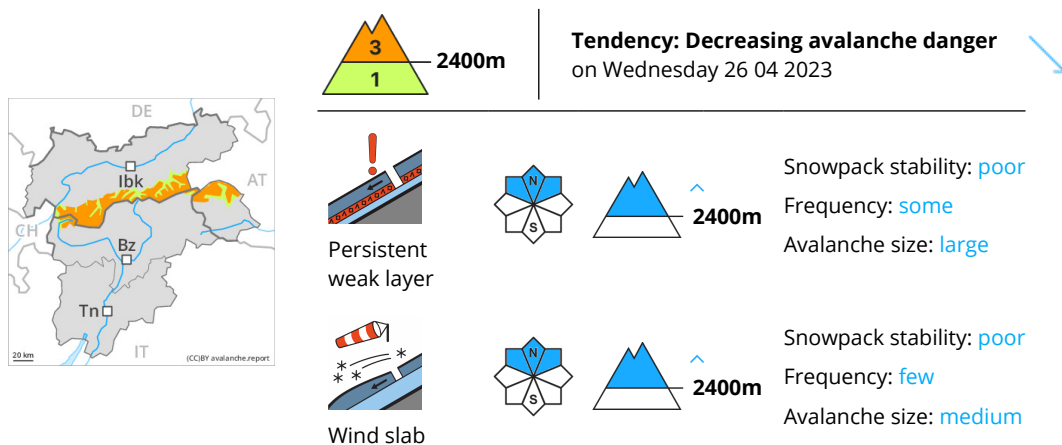 3
1
2400m
Tendency: Decreasing avalanche danger
on Wednesday 26 04 2023
DE
Ibk
AT
CH
Bz
Tn
IT
20 km
(CC)BY avalanche.report
Persistent
weak layer
N
S
2400m
Snowpack stability: poor
Frequency: some
Avalanche size: large
Wind slab
N
S
2400m
Snowpack stability: poor
Frequency: few
Avalanche size: medium